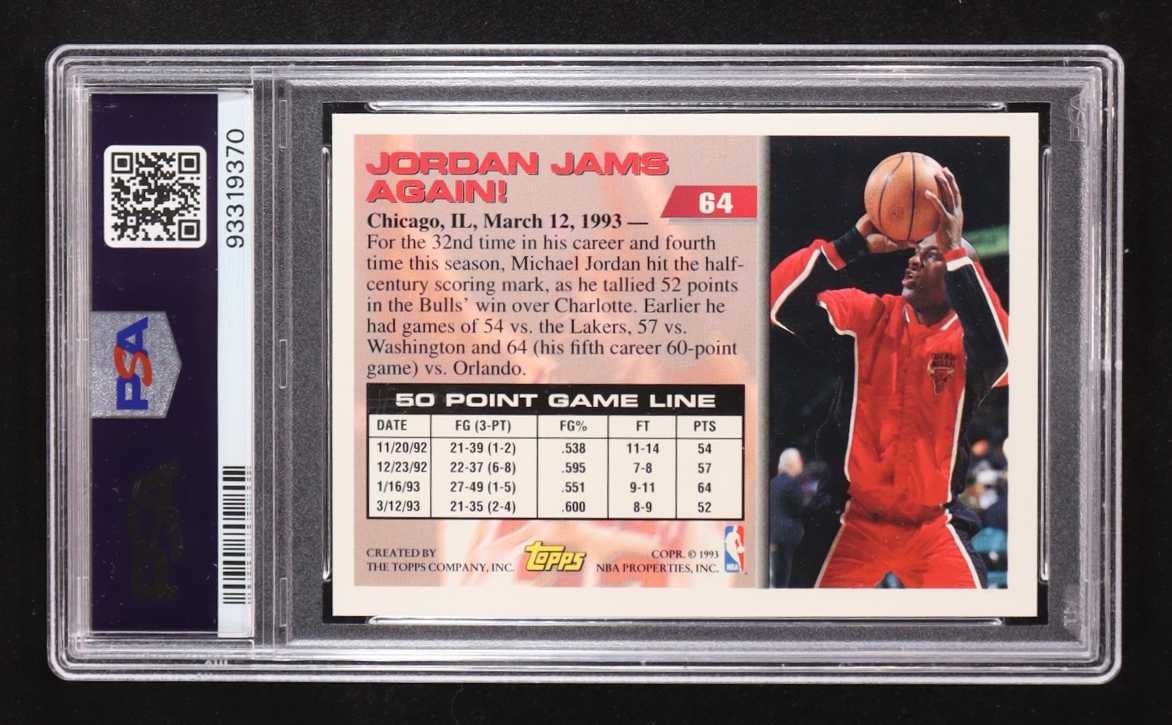 93319370
PSA
PSA
JORDAN JAMS
AGAIN!
64
Chicago, IL, March 12, 1993 —
For the 32nd time in his career and fourth
time this season, Michael Jordan hit the half-
century scoring mark, as he tallied 52 points
in the Bulls' win over Charlotte. Earlier he
had games of 54 vs. the Lakers, 57 vs.
Washington and 64 (his fifth career 60-point
game) vs. Orlando.
50 POINT GAME LINE
DATE FG (3-PT) FG% FT PTS
11/20/92 21-39 (1-2) .538 11-14 54
12/23/92 22-37 (6-8) .595 7-8 57
1/16/93 27-49 (1-5) .551 9-11 64
3/12/93 21-35 (2-4) .600 8-9 52
CREATED BY
THE TOPPS COMPANY, INC.
Topps
COPR. © 1993
NBA PROPERTIES, INC.
NBA